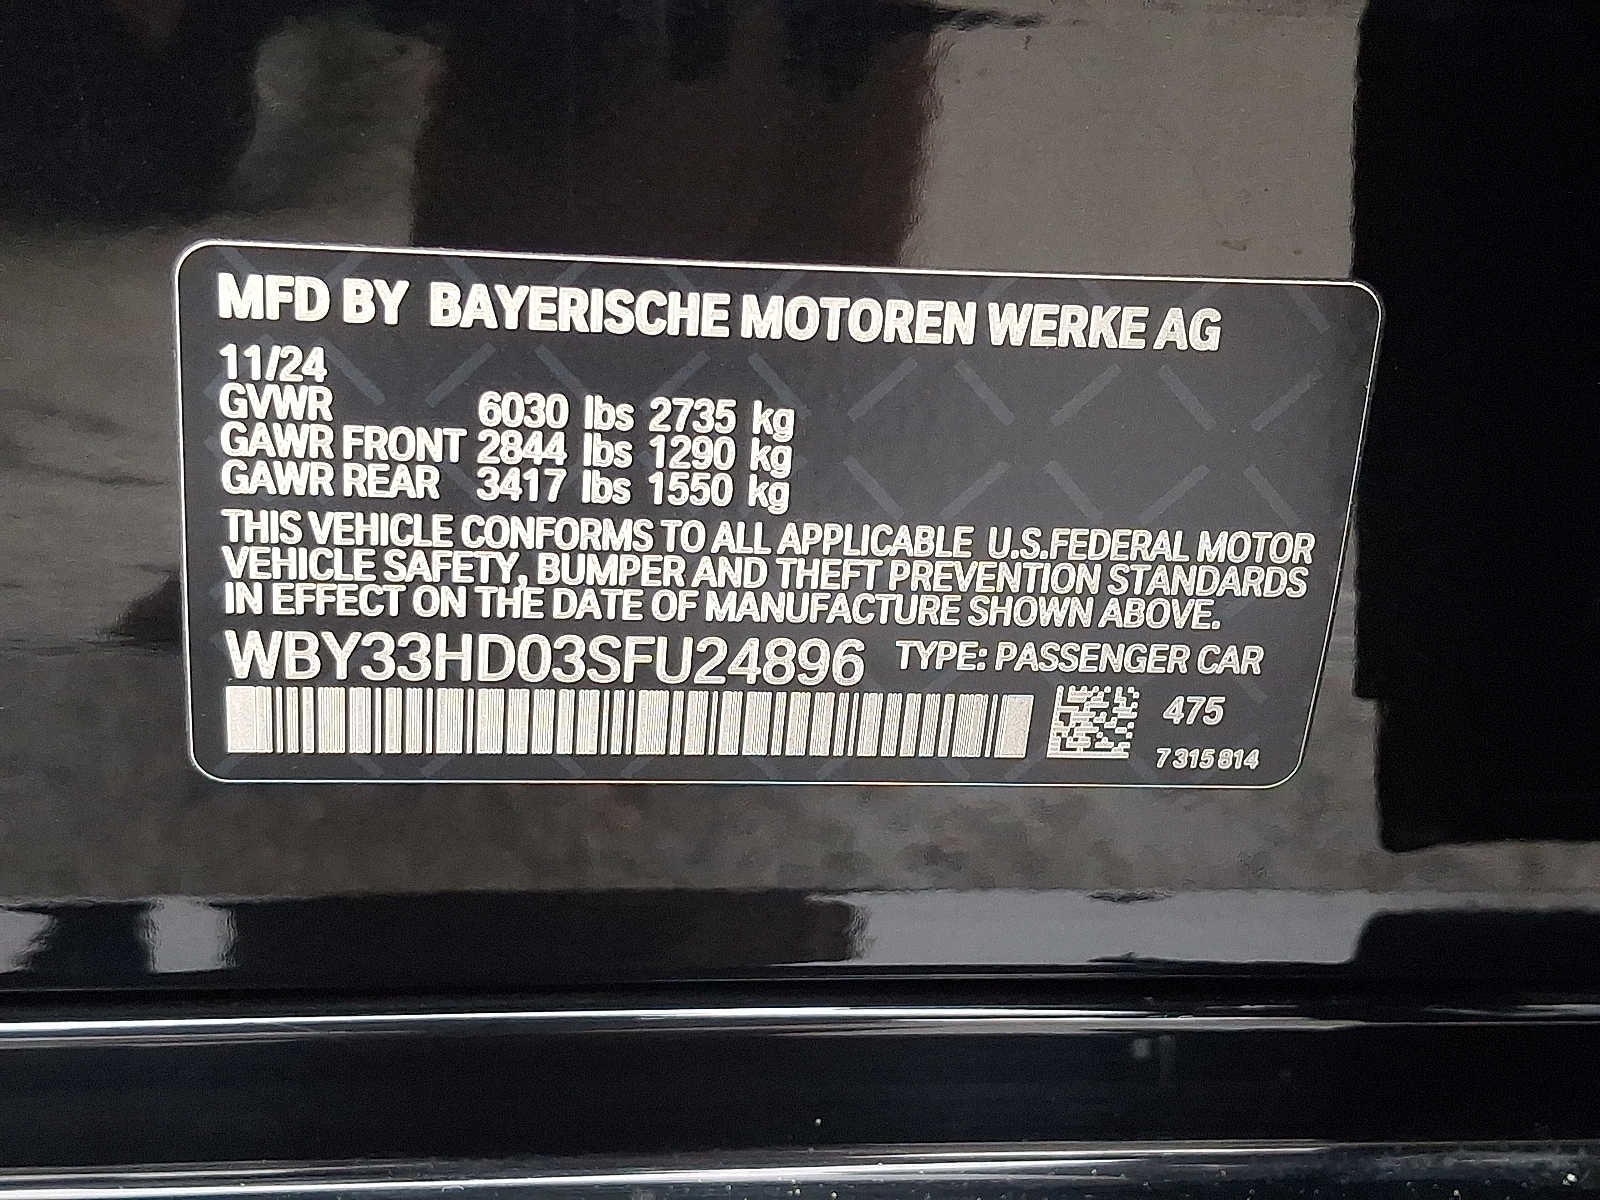 MFD BY BAYERISCHE MOTOREN WERKE AG
11/24
GVWR 6030 lbs 2735 kg
GAWR FRONT 2844 lbs 1290 kg
GAWR REAR 3417 lbs 1550 kg
THIS VEHICLE CONFORMS TO ALL APPLICABLE U.S.FEDERAL MOTOR
VEHICLE SAFETY, BUMPER AND THEFT PREVENTION STANDARDS
IN EFFECT ON THE DATE OF MANUFACTURE SHOWN ABOVE.
WBY33HD03SFU24896 TYPE: PASSENGER CAR
475
7 315 814